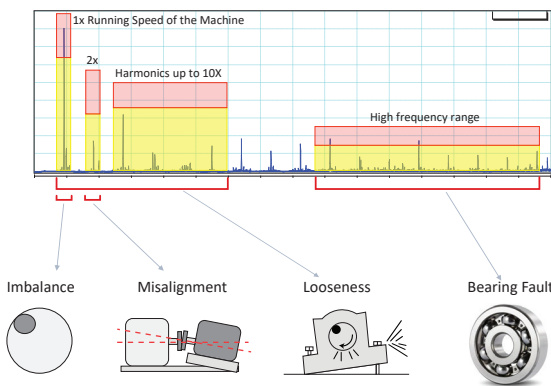 1x Running Speed of the Machine
2x
Harmonics up to 10X
High frequency range
Imbalance
Misalignment
Looseness
Bearing Fault